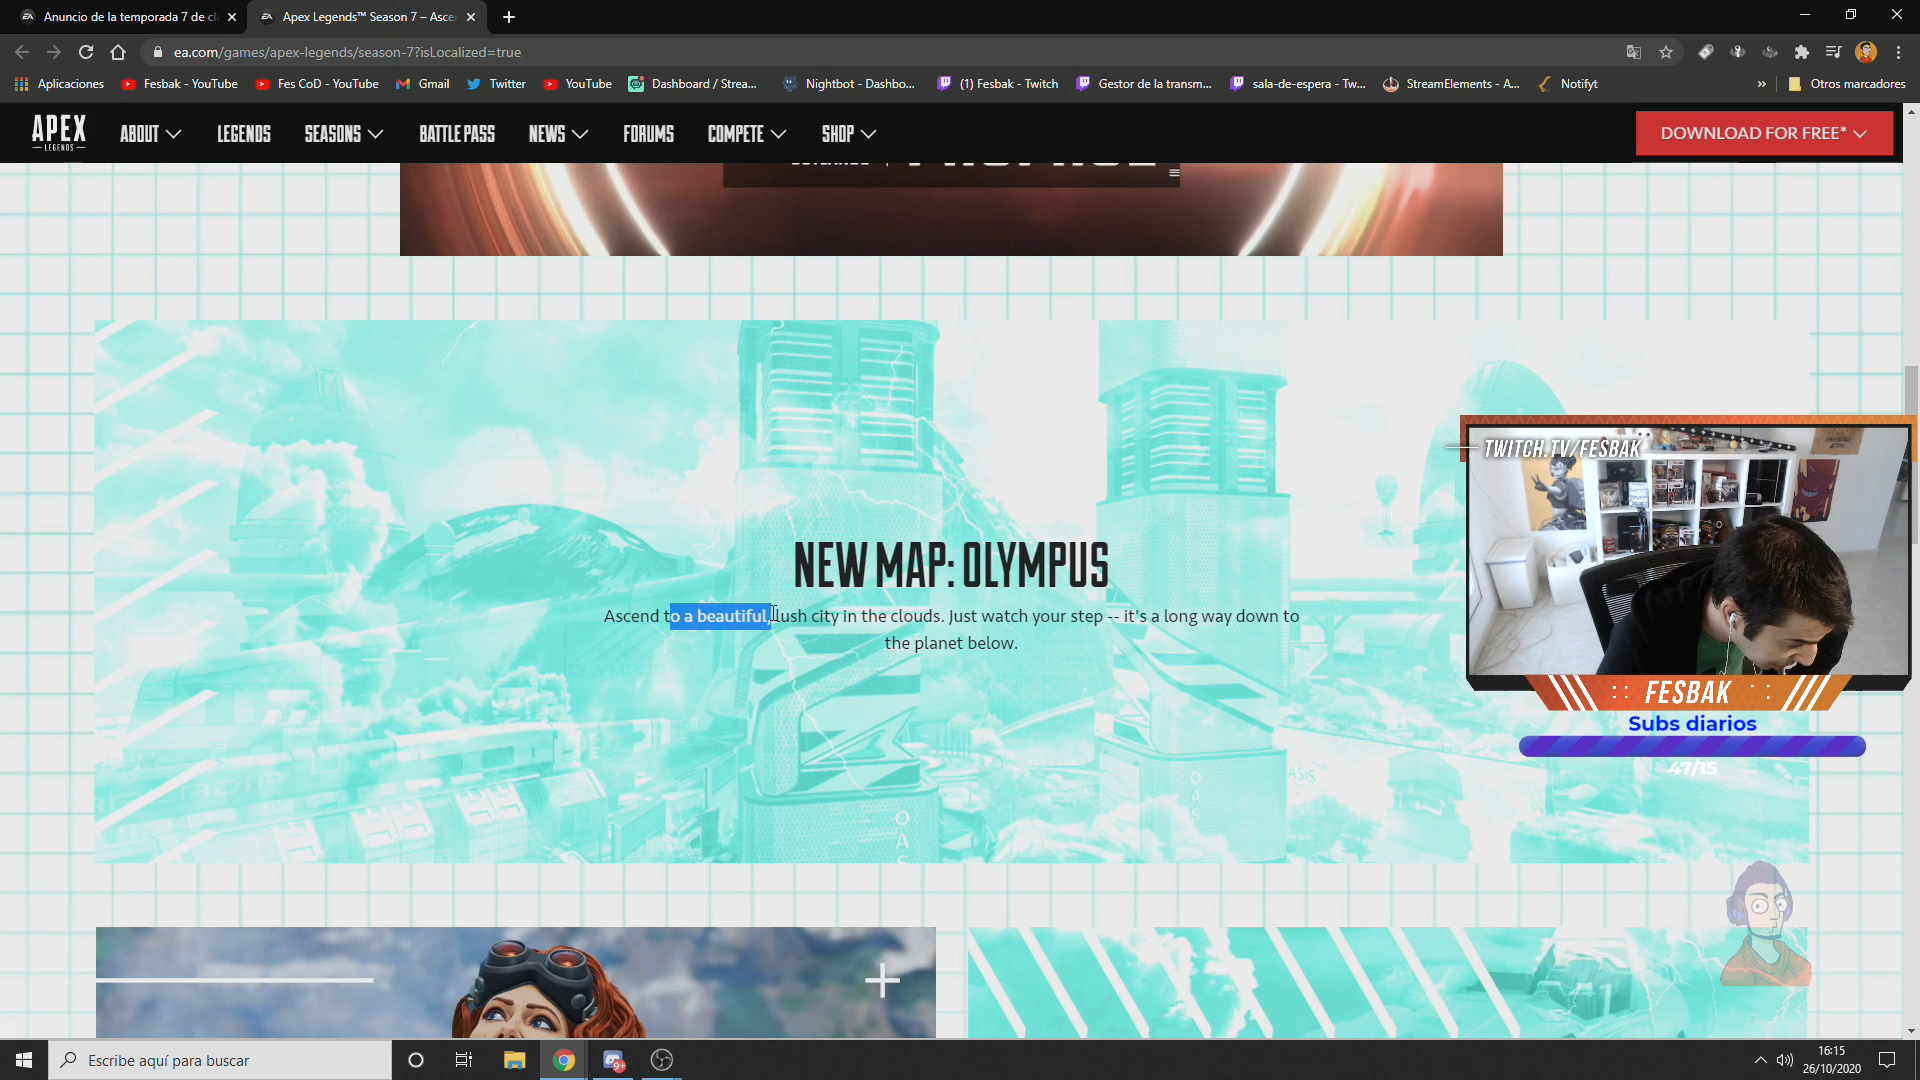 Anuncio de la temporada 7 de cl
Apex Legends™ Season 7 – Asce
ea.com/games/apex-legends/season-7?isLocalized=true
Aplicaciones
Fesbak - YouTube
Fes CoD - YouTube
Gmail
Twitter
YouTube
Dashboard / Strea...
Nightbot - Dashbo...
(1) Fesbak - Twitch
Gestor de la transm...
sala-de-espera - Tw...
StreamElements - A...
Notifyt
»
Otros marcadores
APEX
LEGENDS
ABOUT
LEGENDS
SEASONS
BATTLE PASS
NEWS
FORUMS
COMPETE
SHOP
DOWNLOAD FOR FREE*
NEW MAP: OLYMPUS
Ascend to a beautiful, lush city in the clouds. Just watch your step -- it's a long way down to
the planet below.
TWITCH.TV/FESBAK
:: FESBAK ::
Subs diarios
47/15
OASIS
OAS
OAS
Escribe aquí para buscar
9+
16:15
26/10/2020